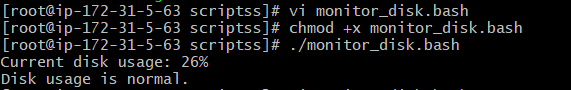 [root@ip-172-31-5-63 scriptss]# vi monitor_disk.bash
[root@ip-172-31-5-63 scriptss]# chmod +x monitor_disk.bash
[root@ip-172-31-5-63 scriptss]# ./monitor_disk.bash
Current disk usage: 26%
Disk usage is normal.